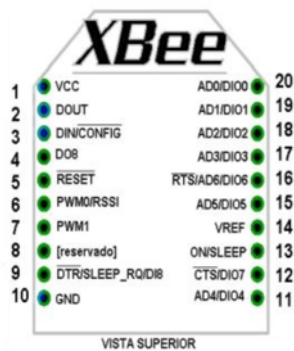 XBee
1 VCC AD0/DIO0 20
2 DOUT AD1/DIO1 19
3 DIN/CONFIG AD2/DIO2 18
4 DO8 AD3/DIO3 17
5 RESET RTS/AD6/DIO6 16
6 PWM0/RSSI AD5/DIO5 15
7 PWM1 VREF 14
8 [reservado] ON/SLEEP 13
9 DTR/SLEEP_RQ/DI8 CTS/DIO7 12
10 GND AD4/DIO4 11
VISTA SUPERIOR